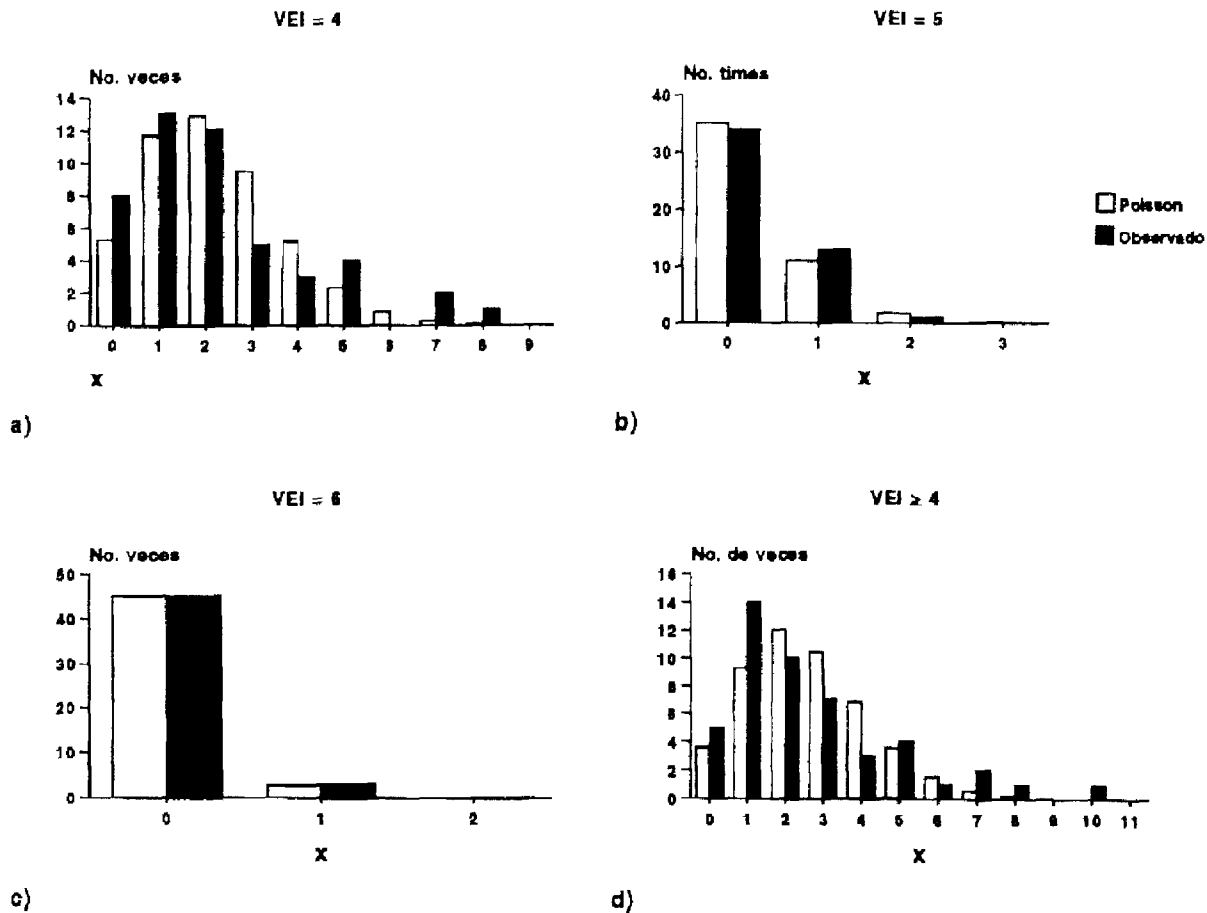 VEI = 4
No. veces
14
12
10
8
6
4
2
0
0 1 2 3 4 5 6 7 8 9
X
a)
VEI = 5
No. times
40
30
20
10
0
0 1 2 3
X
b)
Poisson
Observado
VEI = 6
No. veces
50
40
30
20
10
0
0 1 2
X
c)
VEI ≥ 4
No. de veces
16
14
12
10
8
6
4
2
0
0 1 2 3 4 5 6 7 8 9 10 11
X
d)